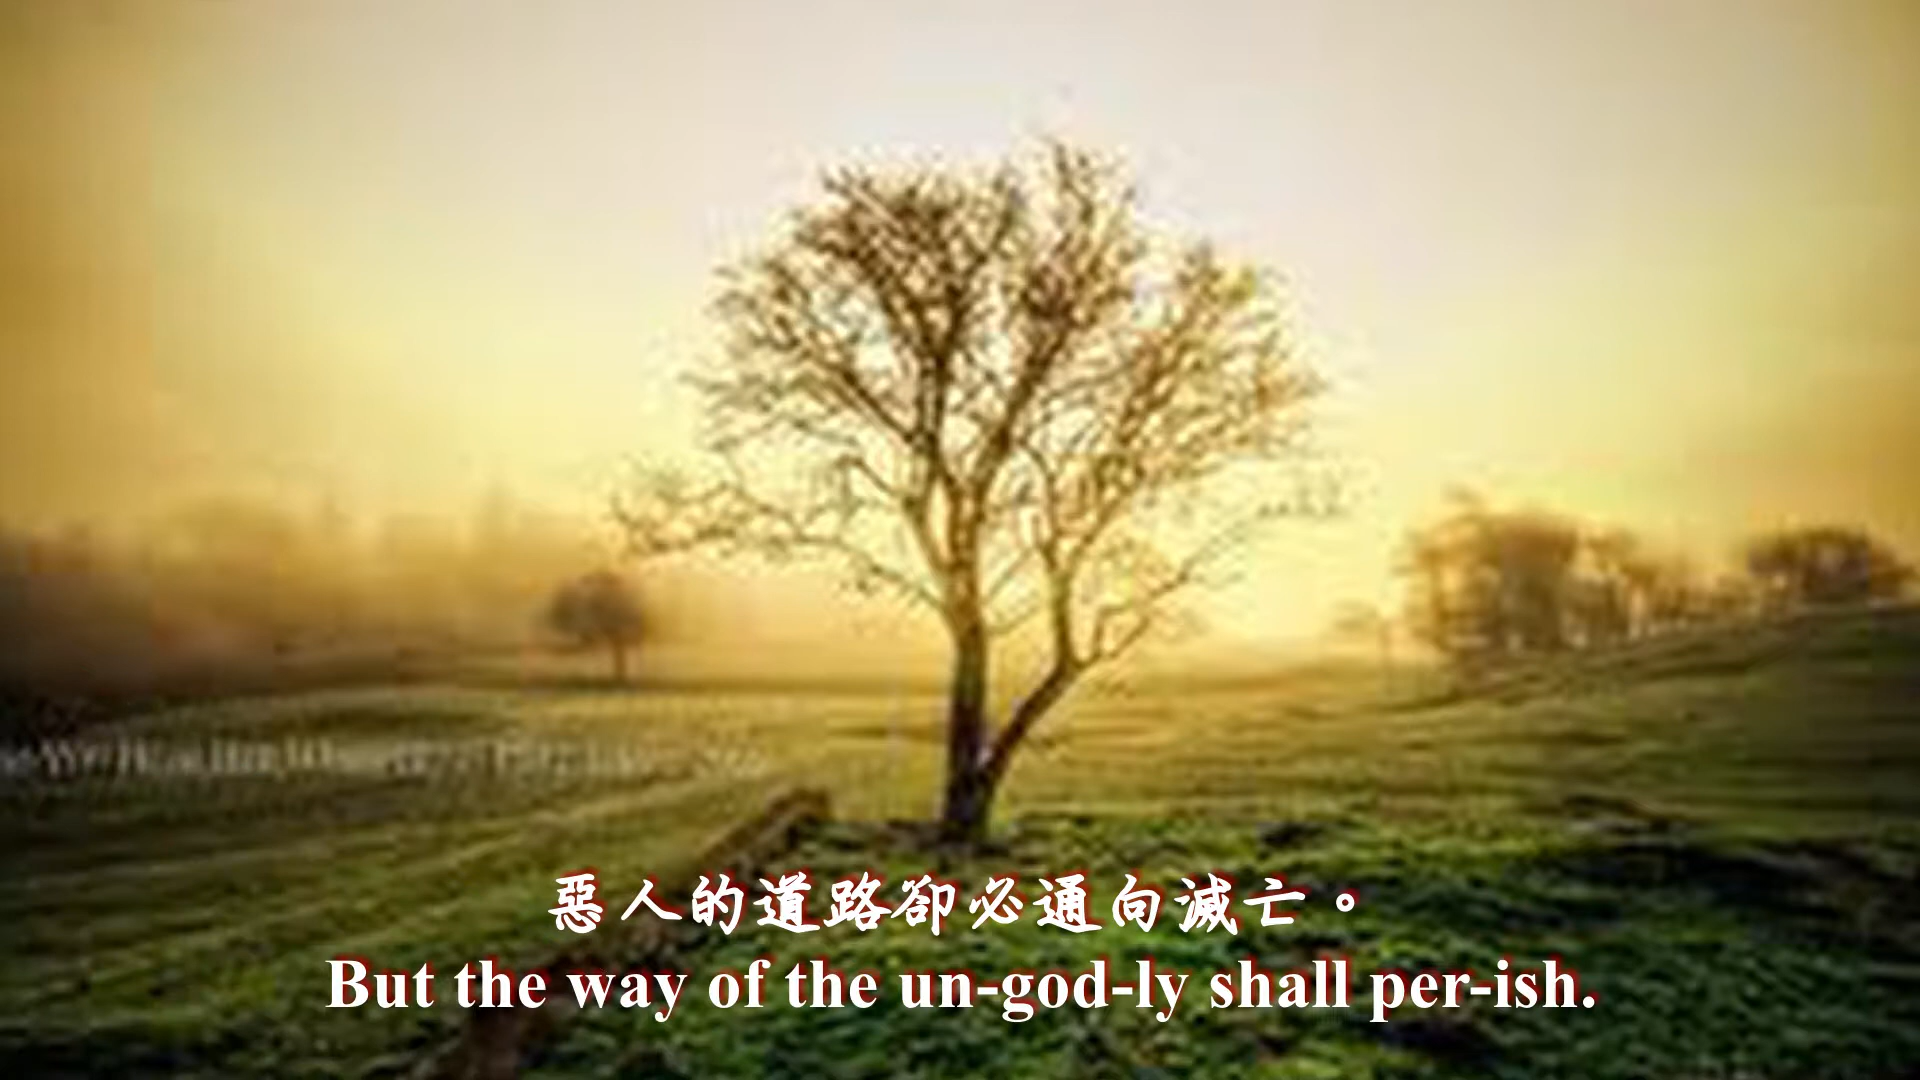 惡人的道路卻必通向滅亡。
But the way of the un-god-ly shall per-ish.